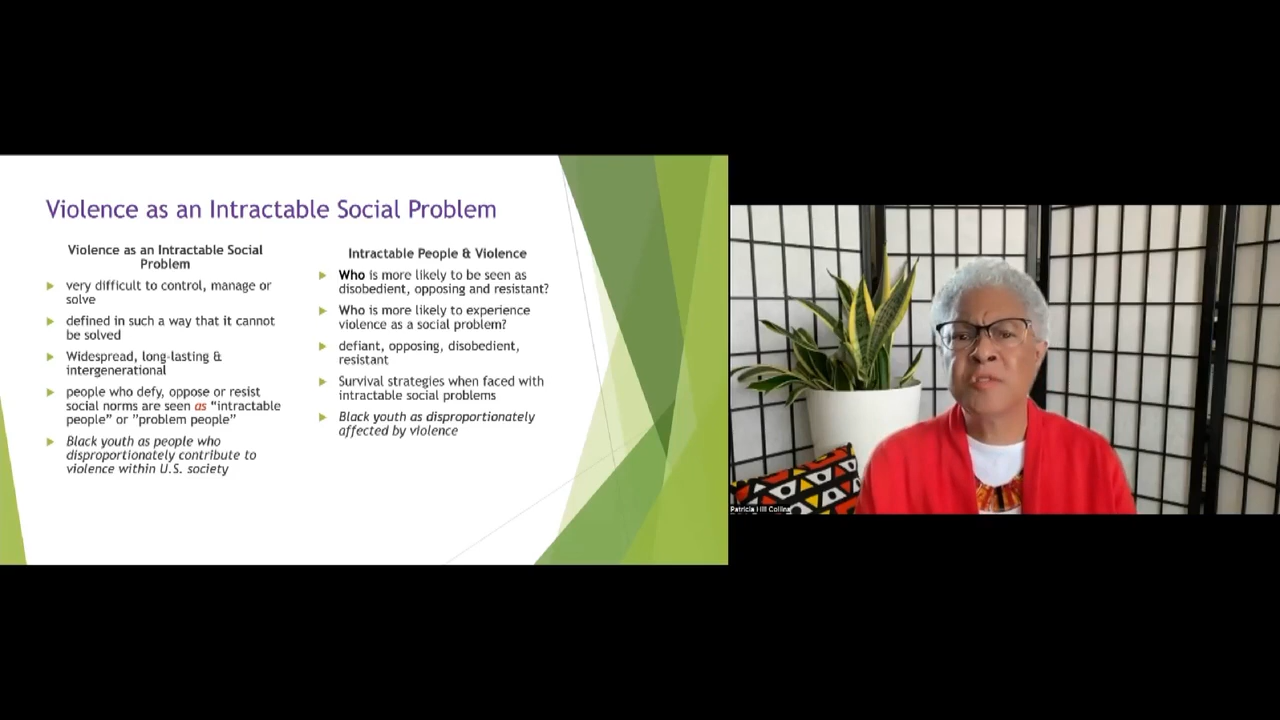 Violence as an Intractable Social Problem
Violence as an Intractable Social
Problem
very difficult to control, manage or
solve
defined in such a way that it cannot
be solved
Widespread, long-lasting &
intergenerational
people who defy, oppose or resist
social norms are seen as “intractable
people” or ”problem people”
Black youth as people who
disproportionately contribute to
violence within U.S. society
Intractable People & Violence
Who is more likely to be seen as
disobedient, opposing and resistant?
Who is more likely to experience
violence as a social problem?
defiant, opposing, disobedient,
resistant
Survival strategies when faced with
intractable social problems
Black youth as disproportionately
affected by violence
Patricia Hill Collins